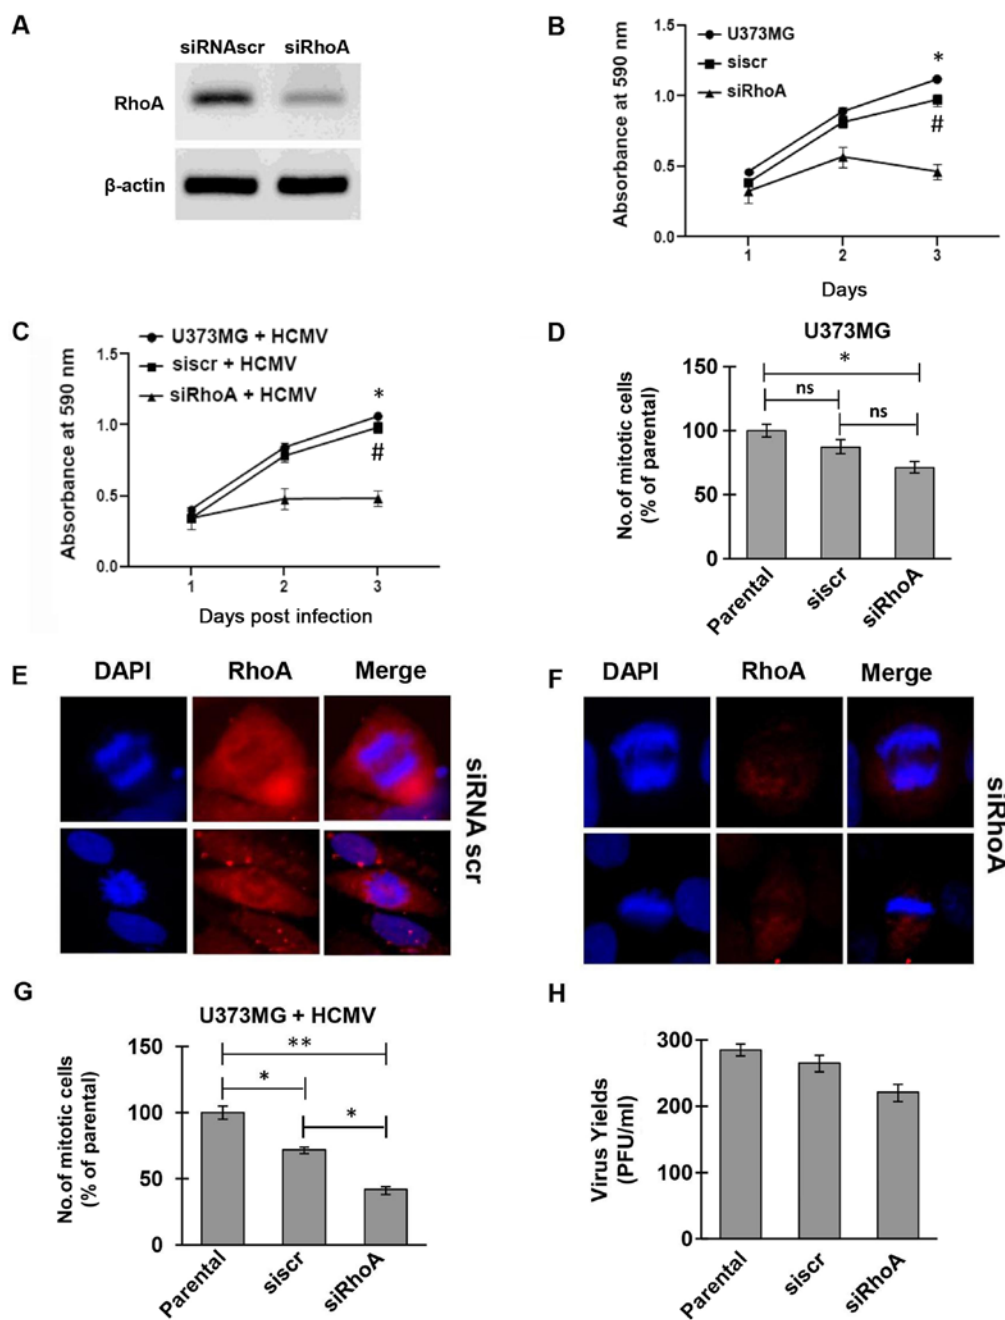 A
siRNAscr siRhoA
RhoA
β-actin
B
U373MG
siscr
siRhoA
Absorbance at 590 nm
1.5
1.0
0.5
0.0
*
#
1 2 3
Days
C
U373MG + HCMV
siscr + HCMV
siRhoA + HCMV
Absorbance at 590 nm
1.5
1.0
0.5
0.0
*
#
1 2 3
Days post infection
D
U373MG
No.of mitotic cells
(% of parental)
150
100
50
0
*
ns
ns
Parental siscr siRhoA
E
DAPI RhoA Merge
siRNA scr
F
DAPI RhoA Merge
siRhoA
G
U373MG + HCMV
No.of mitotic cells
(% of parental)
150
100
50
0
**
*
*
Parental siscr siRhoA
H
Virus Yields
(PFU/ml)
300
200
100
0
Parental siscr siRhoA